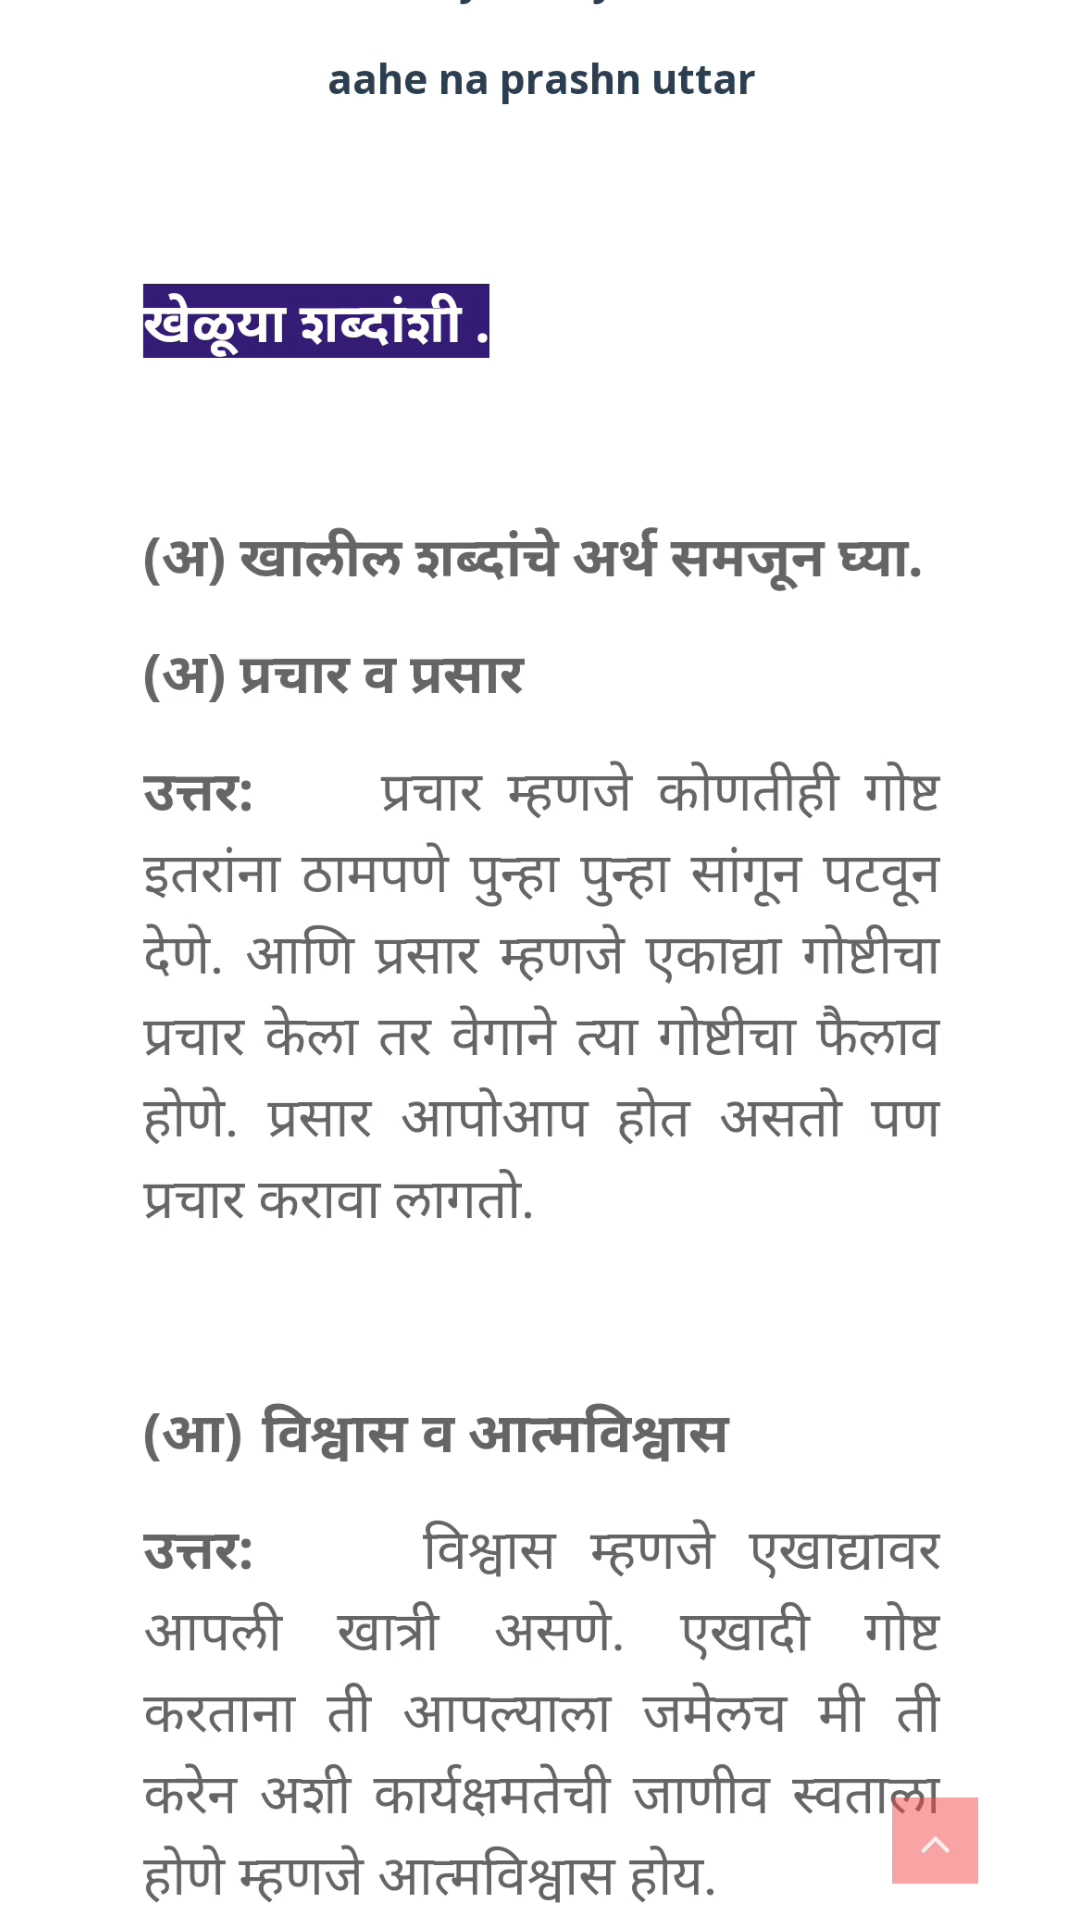 aahe na prashn uttar
खेळूया शब्दांशी .
(अ) खालील शब्दांचे अर्थ समजून घ्या.
(अ) प्रचार व प्रसार
उत्तर: प्रचार म्हणजे कोणतीही गोष्ट
इतरांना ठामपणे पुन्हा पुन्हा सांगून पटवून
देणे. आणि प्रसार म्हणजे एकाद्या गोष्टीचा
प्रचार केला तर वेगाने त्या गोष्टीचा फैलाव
होणे. प्रसार आपोआप होत असतो पण
प्रचार करावा लागतो.
(आ) विश्वास व आत्मविश्वास
उत्तर: विश्वास म्हणजे एखाद्यावर
आपली खात्री असणे. एखादी गोष्ट
करताना ती आपल्याला जमेलच मी ती
करेन अशी कार्यक्षमतेची जाणीव स्वताला
होणे म्हणजे आत्मविश्वास होय.